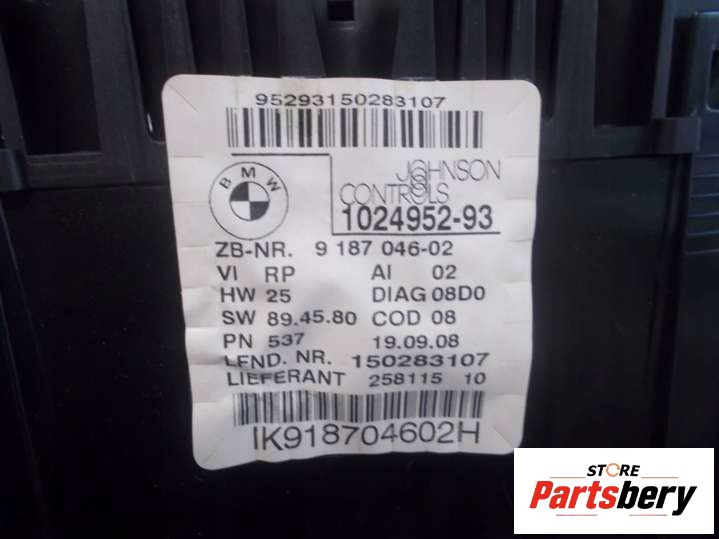 95293150283107
BMW
JOHNSON
CONTROLS
1024952-93
ZB-NR. 9 187 046-02
VI RP AI 02
HW 25 DIAG 08D0
SW 89.45.80 COD 08
PN 537 19.09.08
LFND. NR. 150283107
LIEFERANT 258115 10
IK918704602H
STORE
Partsbery